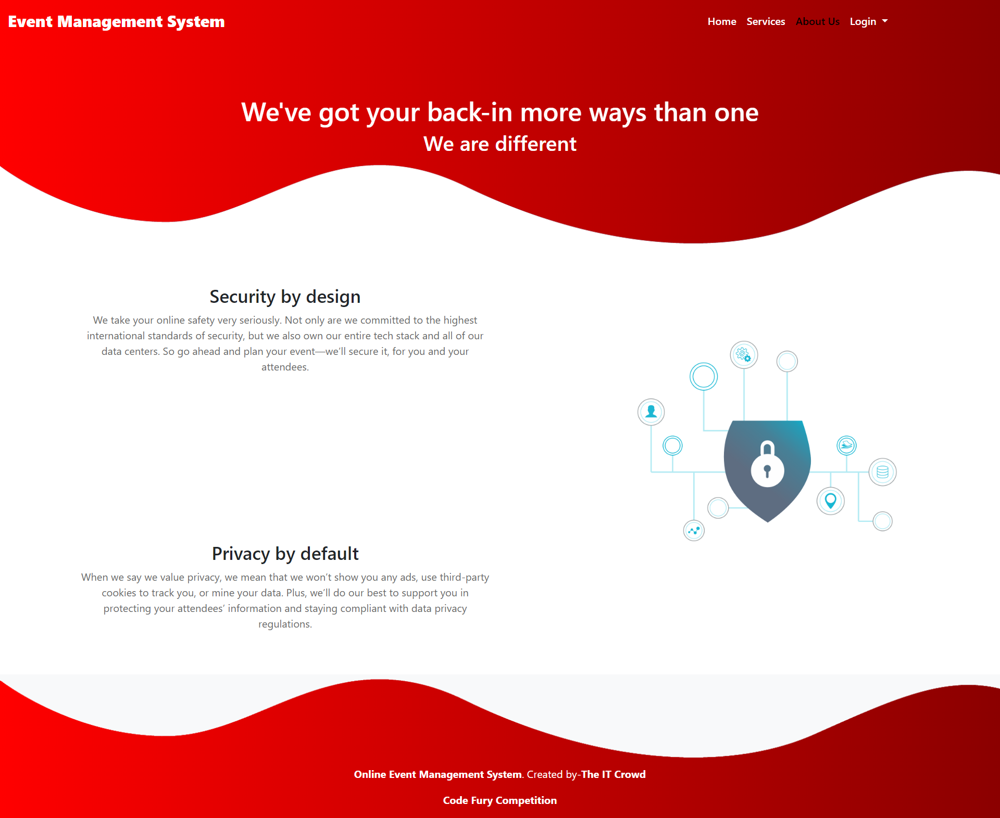 Event Management System
Home Services About Us Login
We've got your back-in more ways than one
We are different
Security by design
We take your online safety very seriously. Not only are we committed to the highest
international standards of security, but we also own our entire tech stack and all of our
data centers. So go ahead and plan your event—we’ll secure it, for you and your
attendees.
Privacy by default
When we say we value privacy, we mean that we won’t show you any ads, use third-party
cookies to track you, or mine your data. Plus, we’ll do our best to support you in
protecting your attendees’ information and staying compliant with data privacy
regulations.
Online Event Management System. Created by-The IT Crowd
Code Fury Competition